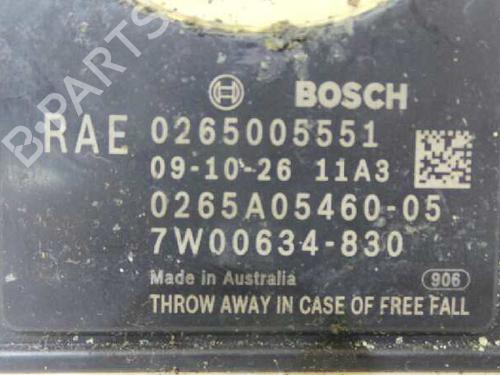 B-PARTS
BOSCH
RAE 0265005551
09-10-26 11A3
0265A05460-05
7W00634-830
Made in Australia 906
THROW AWAY IN CASE OF FREE FALL